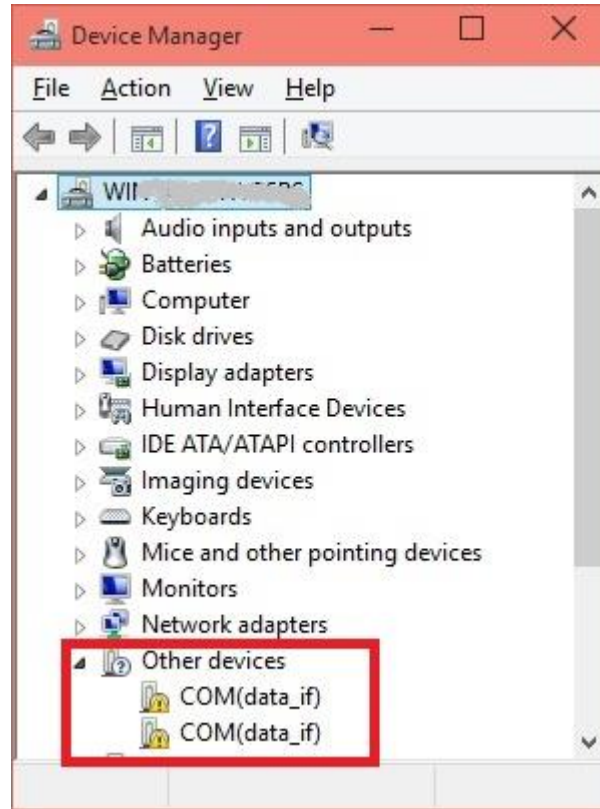 Device Manager
File Action View Help
Audio inputs and outputs
Batteries
Computer
Disk drives
Display adapters
Human Interface Devices
IDE ATA/ATAPI controllers
Imaging devices
Keyboards
Mice and other pointing devices
Monitors
Network adapters
Other devices
COM(data_if)
COM(data_if)